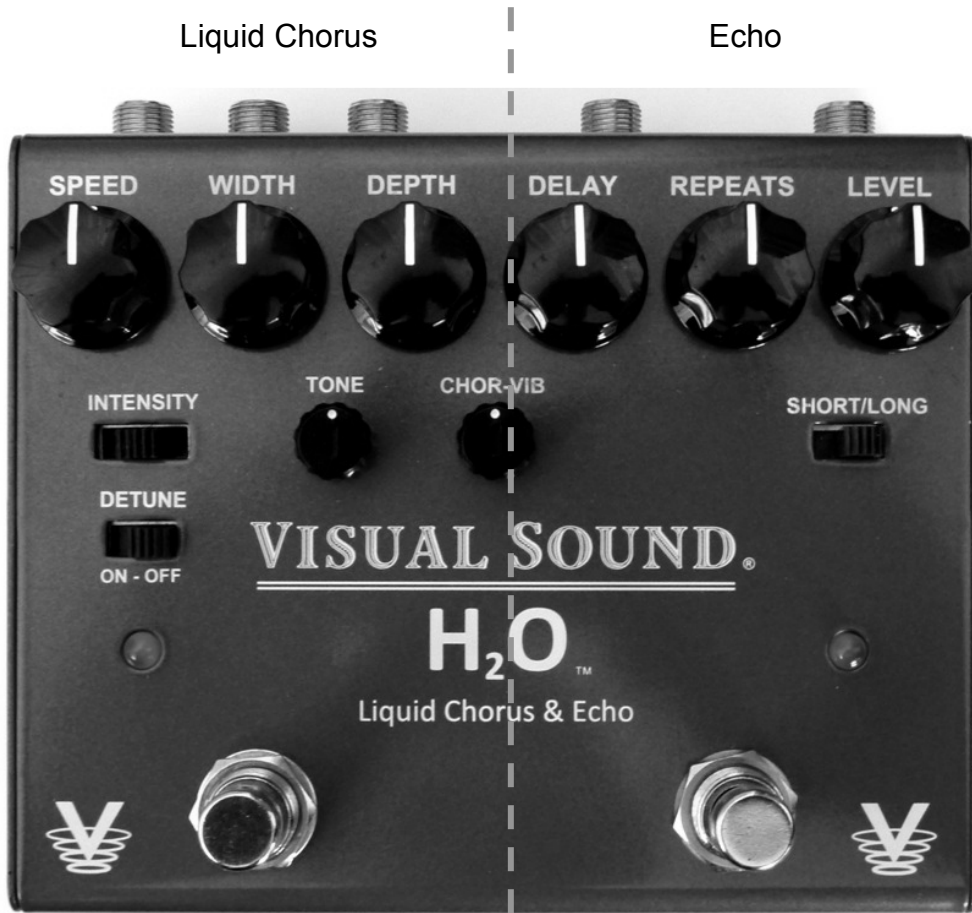 Liquid Chorus
Echo
SPEED WIDTH DEPTH DELAY REPEATS LEVEL
TONE CHOR-VIB
INTENSITY SHORT/LONG
DETUNE
ON - OFF
VISUAL SOUND®
H₂O™
Liquid Chorus & Echo
V V